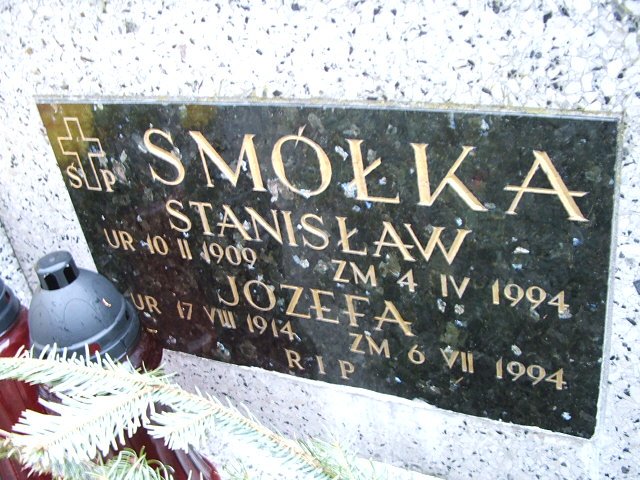 SMÓŁKA
ŚP
STANISŁAW
UR 10 II 1909 ZM 4 IV 1994
JÓZEFA
UR 17 VIII 1914 ZM 6 VII 1994
RIP